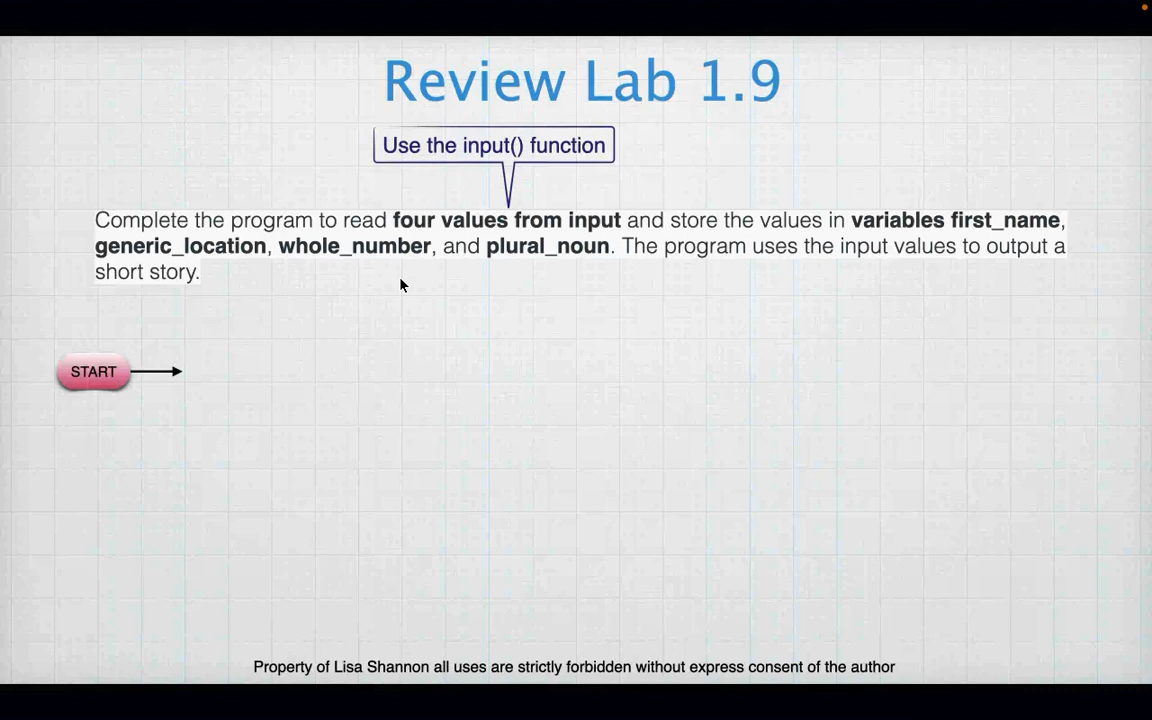 Review Lab 1.9
Use the input() function
Complete the program to read four values from input and store the values in variables first_name,
generic_location, whole_number, and plural_noun. The program uses the input values to output a
short story.
START
Property of Lisa Shannon all uses are strictly forbidden without express consent of the author